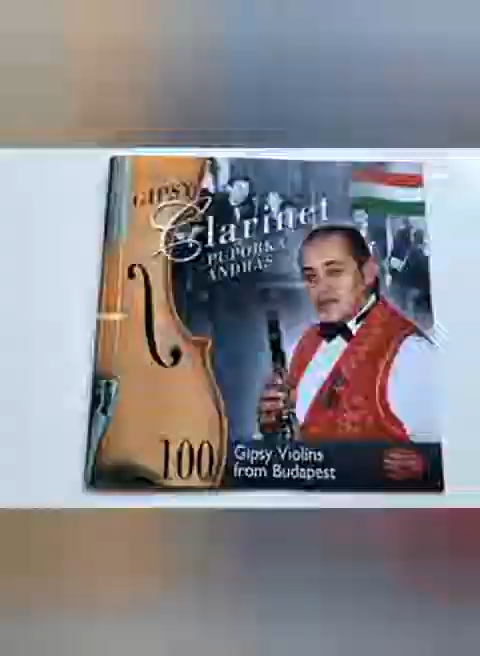 GIPSY
Clarinet
PUPORKA
ANDRÁS
100
Gipsy Violins
from Budapest